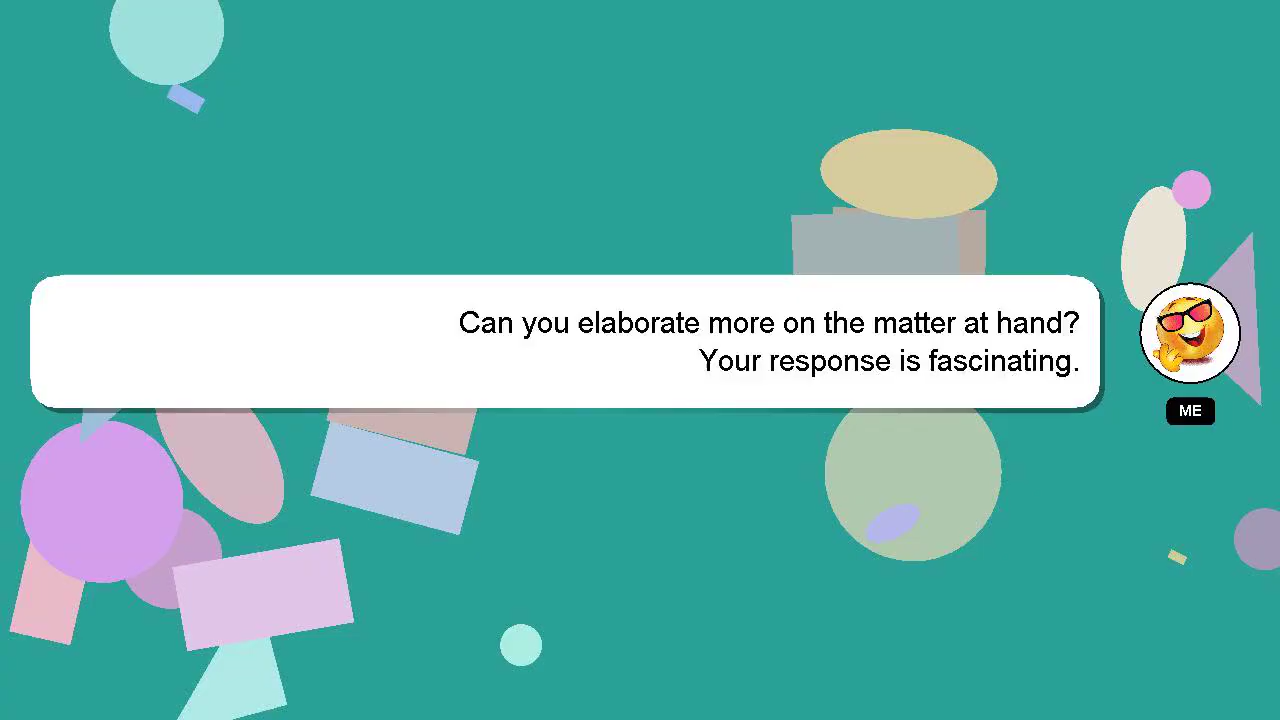 Can you elaborate more on the matter at hand?
Your response is fascinating.
ME